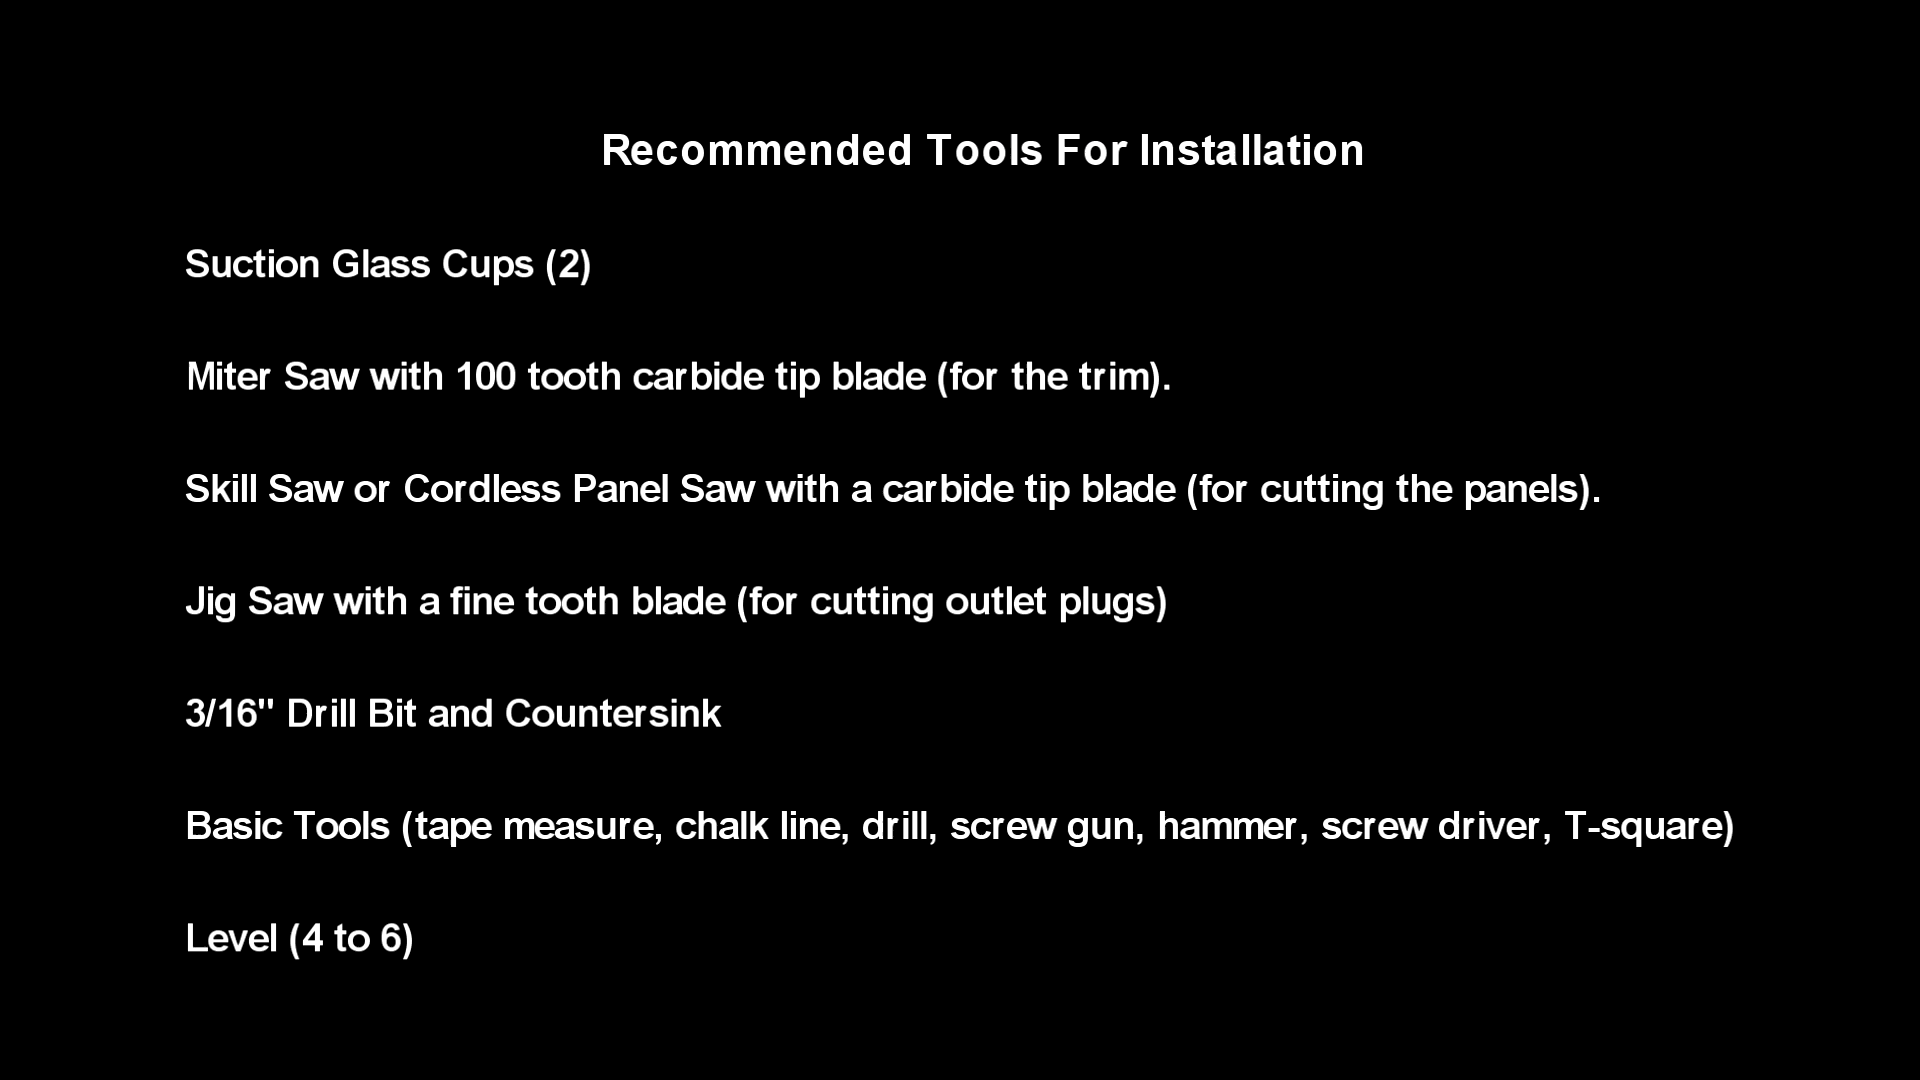 Recommended Tools For Installation
Suction Glass Cups (2)
Miter Saw with 100 tooth carbide tip blade (for the trim).
Skill Saw or Cordless Panel Saw with a carbide tip blade (for cutting the panels).
Jig Saw with a fine tooth blade (for cutting outlet plugs)
3/16" Drill Bit and Countersink
Basic Tools (tape measure, chalk line, drill, screw gun, hammer, screw driver, T-square)
Level (4 to 6)